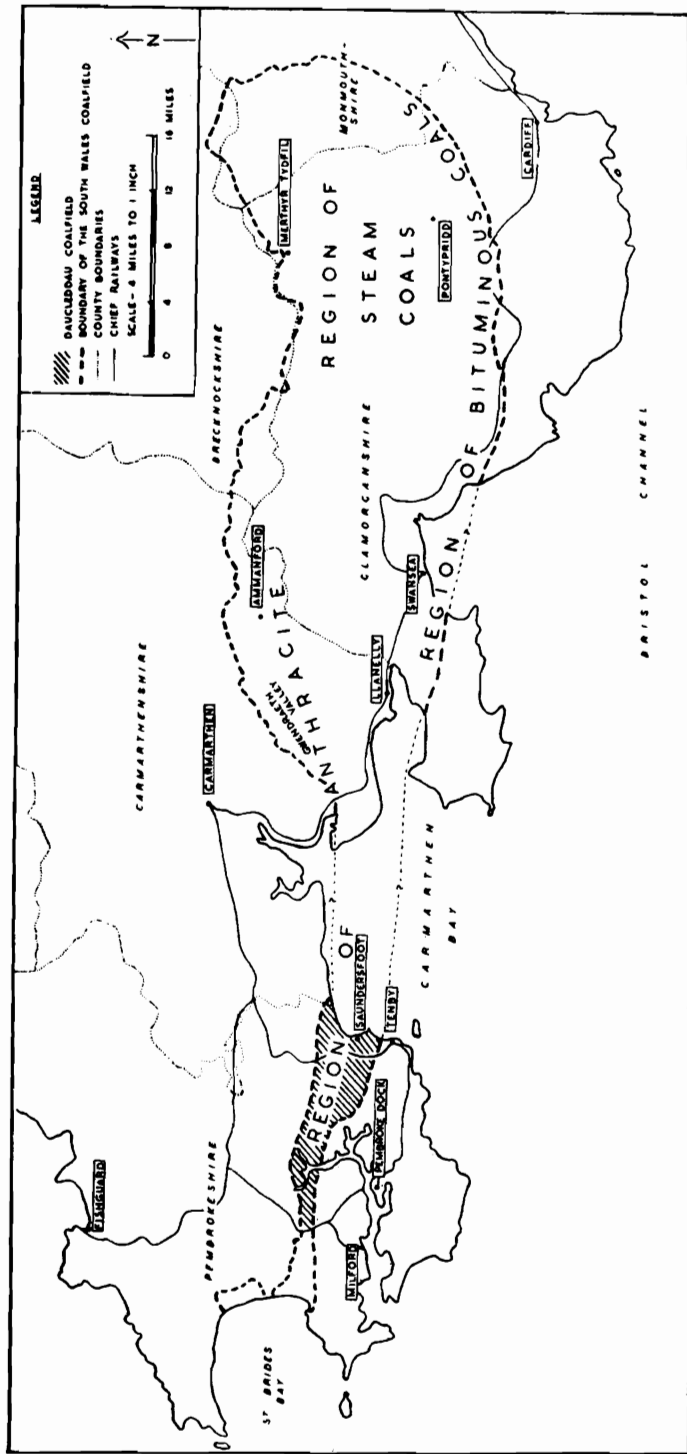 LEGEND
DAUCLEDDAU COALFIELD
BOUNDARY OF THE SOUTH WALES COALFIELD
COUNTY BOUNDARIES
CHIEF RAILWAYS
SCALE - 4 MILES TO 1 INCH
0 4 8 12 16 MILES
N
FISHGUARD
PEMBROKESHIRE
ST BRIDES
BAY
MILFORD
PEMBROKE DOCK
TENBY
SAUNDERSFOOT
REGION
OF
ANTHRACITE
CARMARTHENSHIRE
CARMARTHEN
GWENDRAETH
VALLEY
AMMANFORD
LLANELLY
SWANSEA
CARMARTHEN
BAY
BRECKNOCKSHIRE
GLAMORGANSHIRE
MERTHYR TYDFIL
MONMOUTH-
SHIRE
REGION OF
STEAM
COALS
PONTYPRIDD
REGION OF BITUMINOUS COALS
CARDIFF
BRISTOL CHANNEL
?
?
?